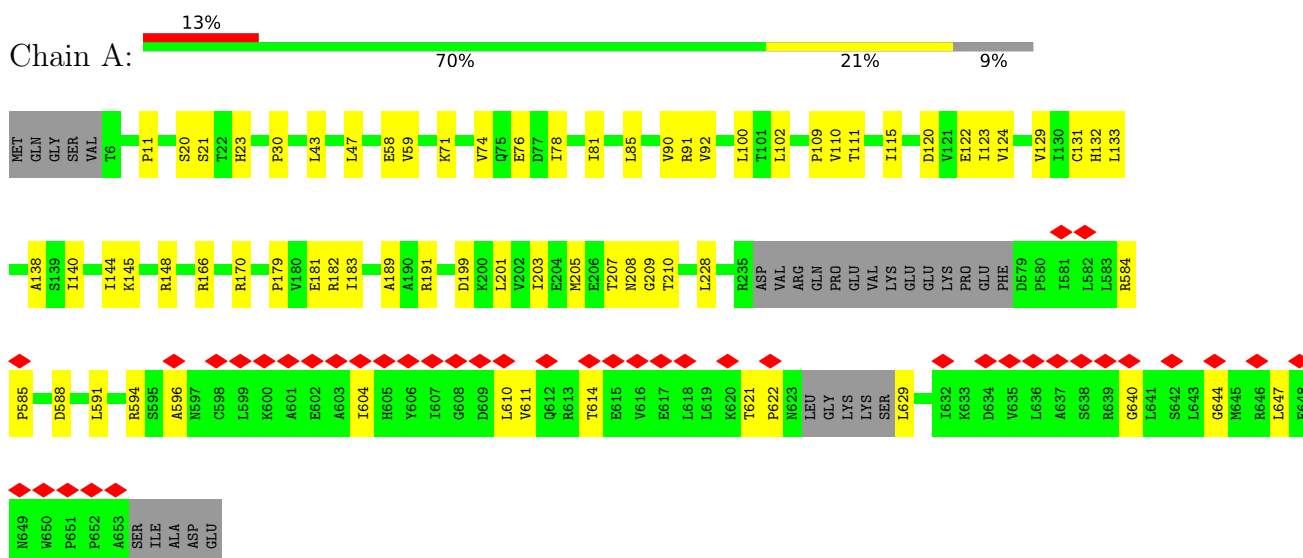 13%
Chain A:
70% 21% 9%
MET GLN GLY SER VAL T6 P11 S20 S21 T22 H23 P30 L43 L47 E58 V59 K71 V74 Q75 E76 D77 I78 I81 L85 V90 R91 V92 L100 T101 L102 P109 V110 T111 I115 D120 V121 E122 I123 V124 V129 I130 C131 H132 L133
A138 S139 I140 I144 K145 R148 R166 R170 P179 V180 E181 R182 I183 A189 A190 R191 D199 K200 L201 V202 I203 E204 M205 E206 T207 N208 G209 T210 L228 R235 ASP VAL ARG GLN PRO GLU VAL LYS GLU GLU LYS PRO GLU PHE D579 P580 I581 L582 L583 R584
P585 D588 L591 R594 S595 A596 N597 C598 L599 K600 A601 E602 A603 I604 H605 Y606 I607 G608 D609 L610 V611 Q612 R613 T614 E615 V616 E617 L618 L619 K620 T621 P622 N623 LEU GLY LYS LYS SER L629 I632 K633 D634 V635 L636 A637 S638 R639 G640 L641 S642 L643 G644 M645 R646 L647
N649 W650 P651 P652 A653 SER ILE ALA ASP GLU